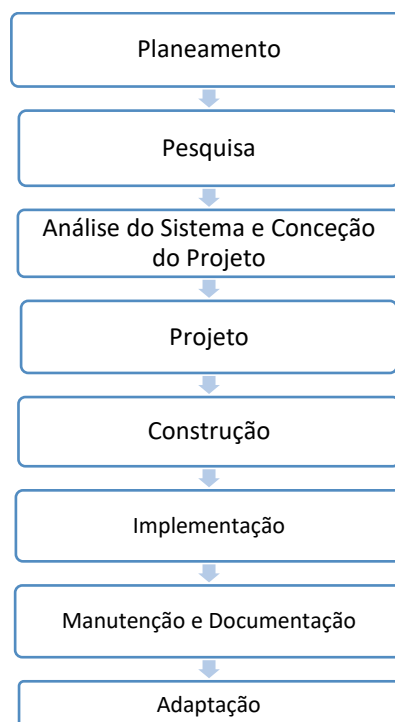 Planeamento
Pesquisa
Análise do Sistema e Conceção
do Projeto
Projeto
Construção
Implementação
Manutenção e Documentação
Adaptação